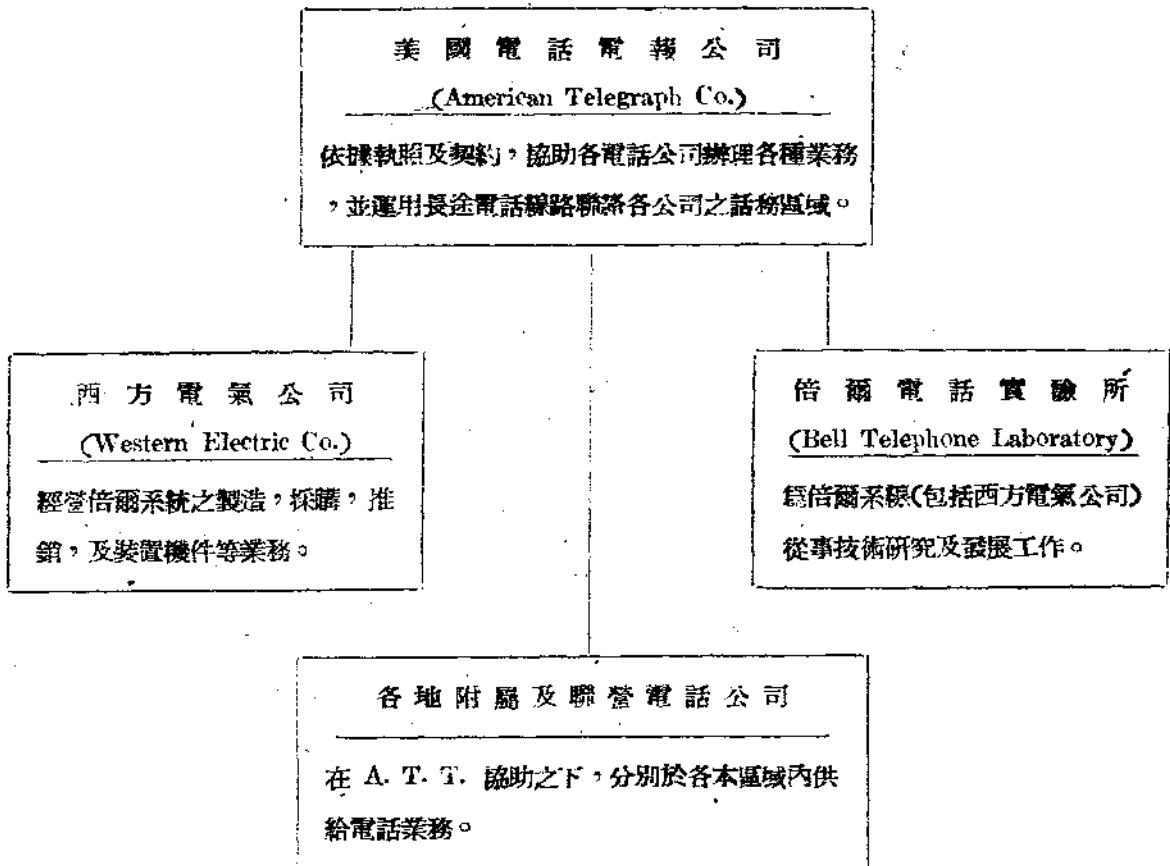 美國電話電報公司
(American Telegraph Co.)
依據執照及契約，協助各電話公司辦理各種業務
，並運用長途電話線路聯絡各公司之話務區域。
西方電氣公司
(Western Electric Co.)
經營倍爾系統之製造，採購，推
銷，及裝置機件等業務。
倍爾電話實驗所
(Bell Telephone Laboratory)
爲倍爾系統(包括西方電氣公司)
從事技術研究及發展工作。
各地附屬及聯營電話公司
在 A. T. T. 協助之下，分別於各本區域內供
給電話業務。